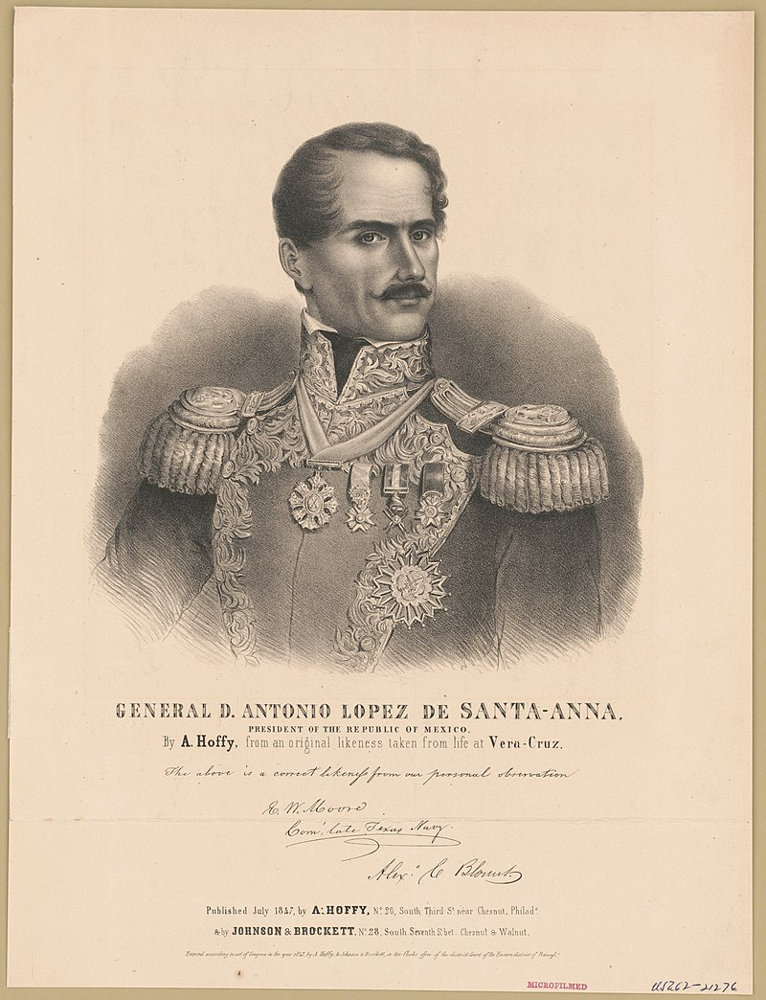 GENERAL D. ANTONIO LOPEZ DE SANTA-ANNA,
PRESIDENT OF THE REPUBLIC OF MEXICO.
By A. Hoffy, from an original likeness taken from life at Vera-Cruz.
The above is a correct likeness from our personal observation
E. W. Moore
Com. late Texas Navy.
Alex. C Blount
Published July 1847, by A. HOFFY, No. 20, South Third St. near Chesnut, Philada.
& by JOHNSON & BROCKETT, No. 28, South Seventh St. bet. Chesnut & Walnut.
Entered according to act of Congress in the year 1847, by A. Hoffy, & Johnson & Brockett, in the Clerks office of the district Court of the Eastern district of Pennsyla.
MICROFILMED
USZ62-21276